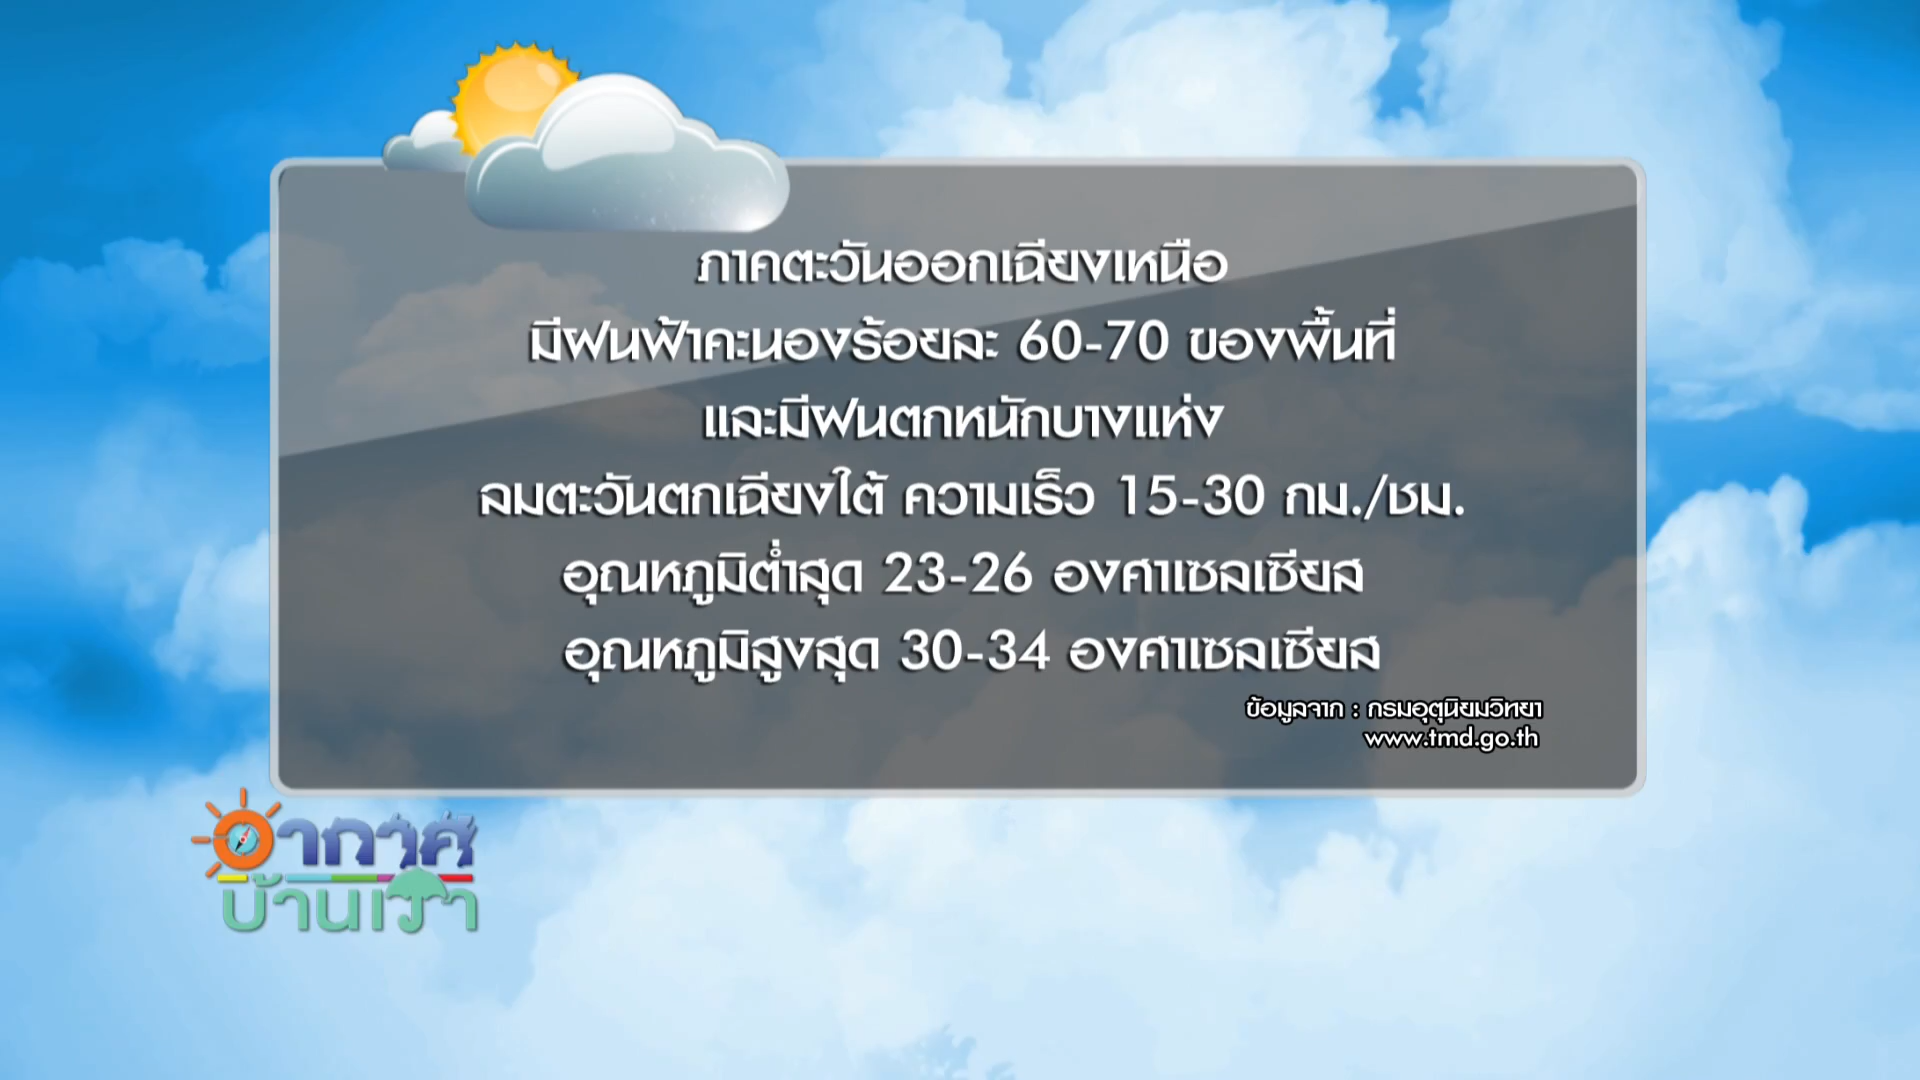 ภาคตะวันออกเฉียงเหนือ
มีฝนฟ้าคะนองร้อยละ 60-70 ของพื้นที่
และมีฝนตกหนักบางแห่ง
ลมตะวันตกเฉียงใต้ ความเร็ว 15-30 กม./ชม.
อุณหภูมิต่ำสุด 23-26 องศาเซลเซียส
อุณหภูมิสูงสุด 30-34 องศาเซลเซียส
ข้อมูลจาก : กรมอุตุนิยมวิทยา
www.tmd.go.th
อากาศ
บ้านเรา